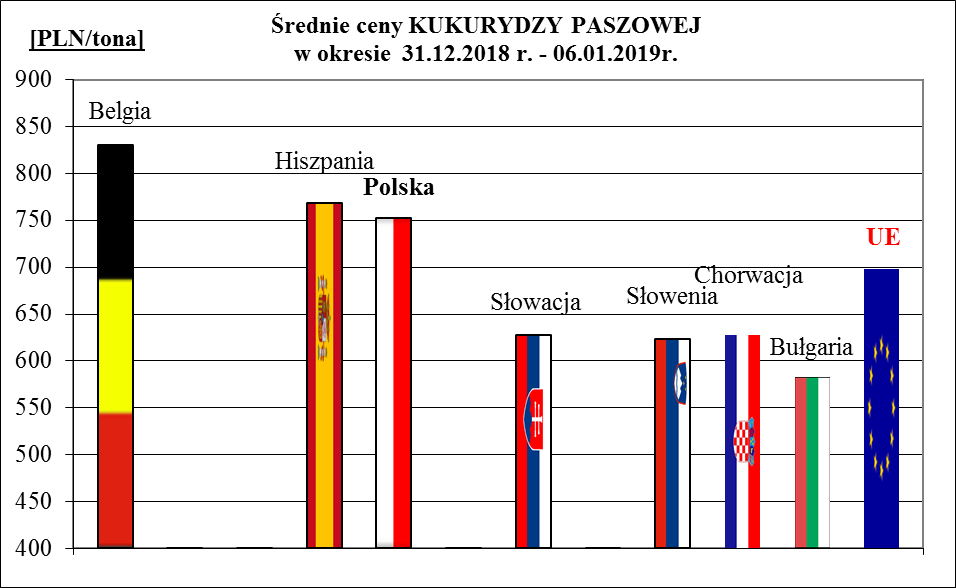 Średnie ceny KUKURYDZY PASZOWEJ
w okresie 31.12.2018 r. - 06.01.2019r.
[PLN/tona]
900
850
800
750
700
650
600
550
500
450
400
Belgia
Hiszpania
Polska
Słowacja
Słowenia
Chorwacja
Bułgaria
UE